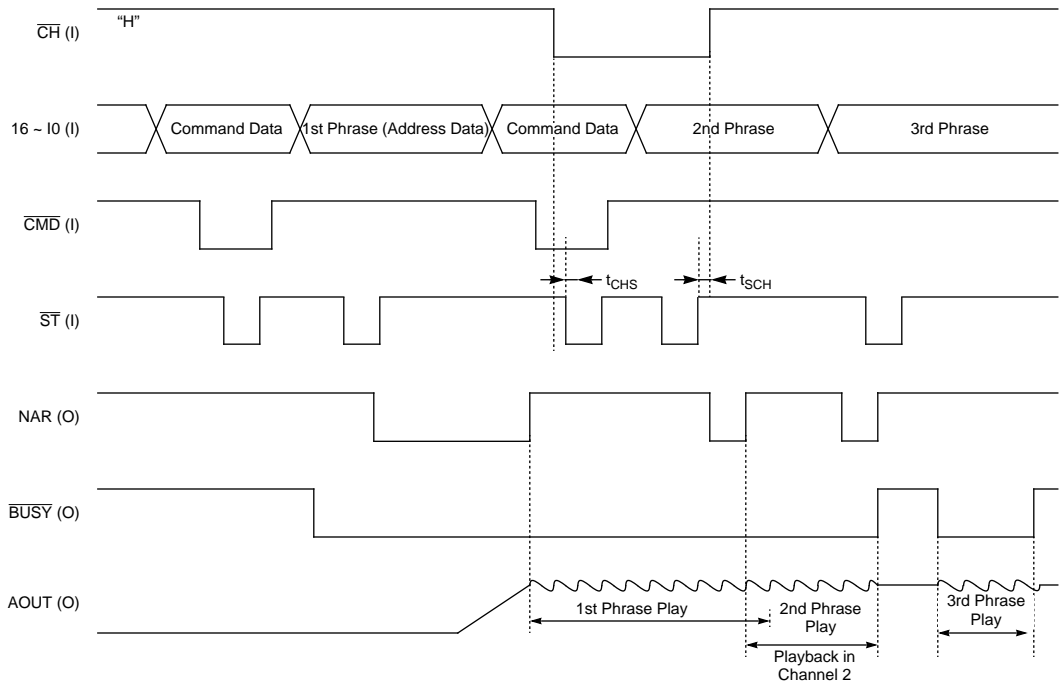 CH (I)
“H”
16 ~ I0 (I)
Command Data
1st Phrase (Address Data)
Command Data
2nd Phrase
3rd Phrase
CMD (I)
tCHS
tSCH
ST (I)
NAR (O)
BUSY (O)
AOUT (O)
1st Phrase Play
2nd Phrase
Play
3rd Phrase
Play
Playback in
Channel 2